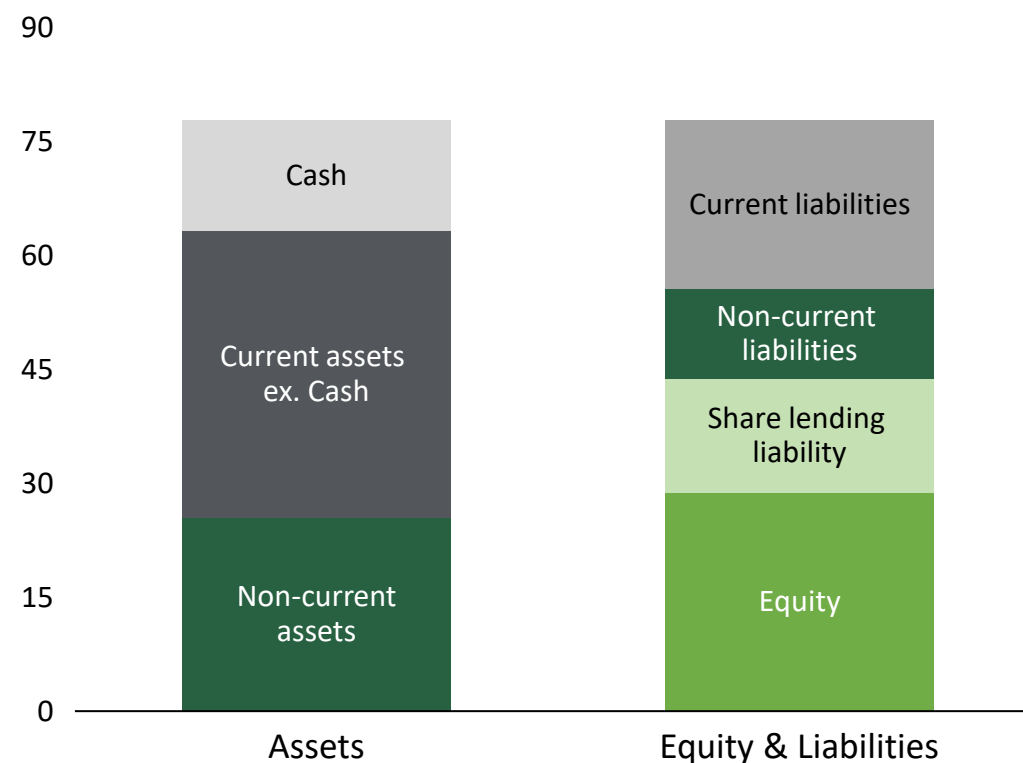 90
75
60
45
30
15
0
Cash
Current assets
ex. Cash
Non-current
assets
Current liabilities
Non-current
liabilities
Share lending
liability
Equity
Assets
Equity & Liabilities